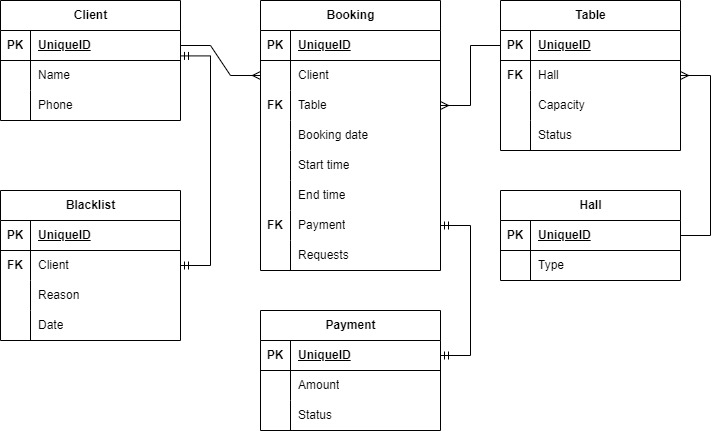 Client
PK UniqueID
Name
Phone
Booking
PK UniqueID
Client
FK Table
Booking date
Start time
End time
FK Payment
Requests
Table
PK UniqueID
FK Hall
Capacity
Status
Blacklist
PK UniqueID
FK Client
Reason
Date
Hall
PK UniqueID
Type
Payment
PK UniqueID
Amount
Status